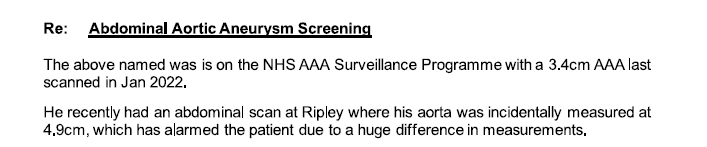 Re: Abdominal Aortic Aneurysm Screening
The above named was is on the NHS AAA Surveillance Programme with a 3.4cm AAA last
scanned in Jan 2022.
He recently had an abdominal scan at Ripley where his aorta was incidentally measured at
4.9cm, which has alarmed the patient due to a huge difference in measurements.